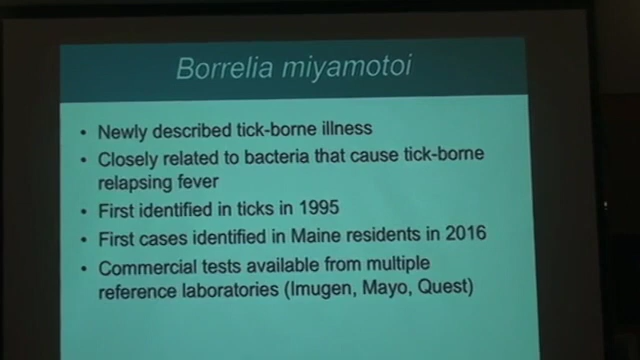 Borrelia miyamotoi
• Newly described tick-borne illness
• Closely related to bacteria that cause tick-borne
relapsing fever
• First identified in ticks in 1995
• First cases identified in Maine residents in 2016
• Commercial tests available from multiple
reference laboratories (Imugen, Mayo, Quest)